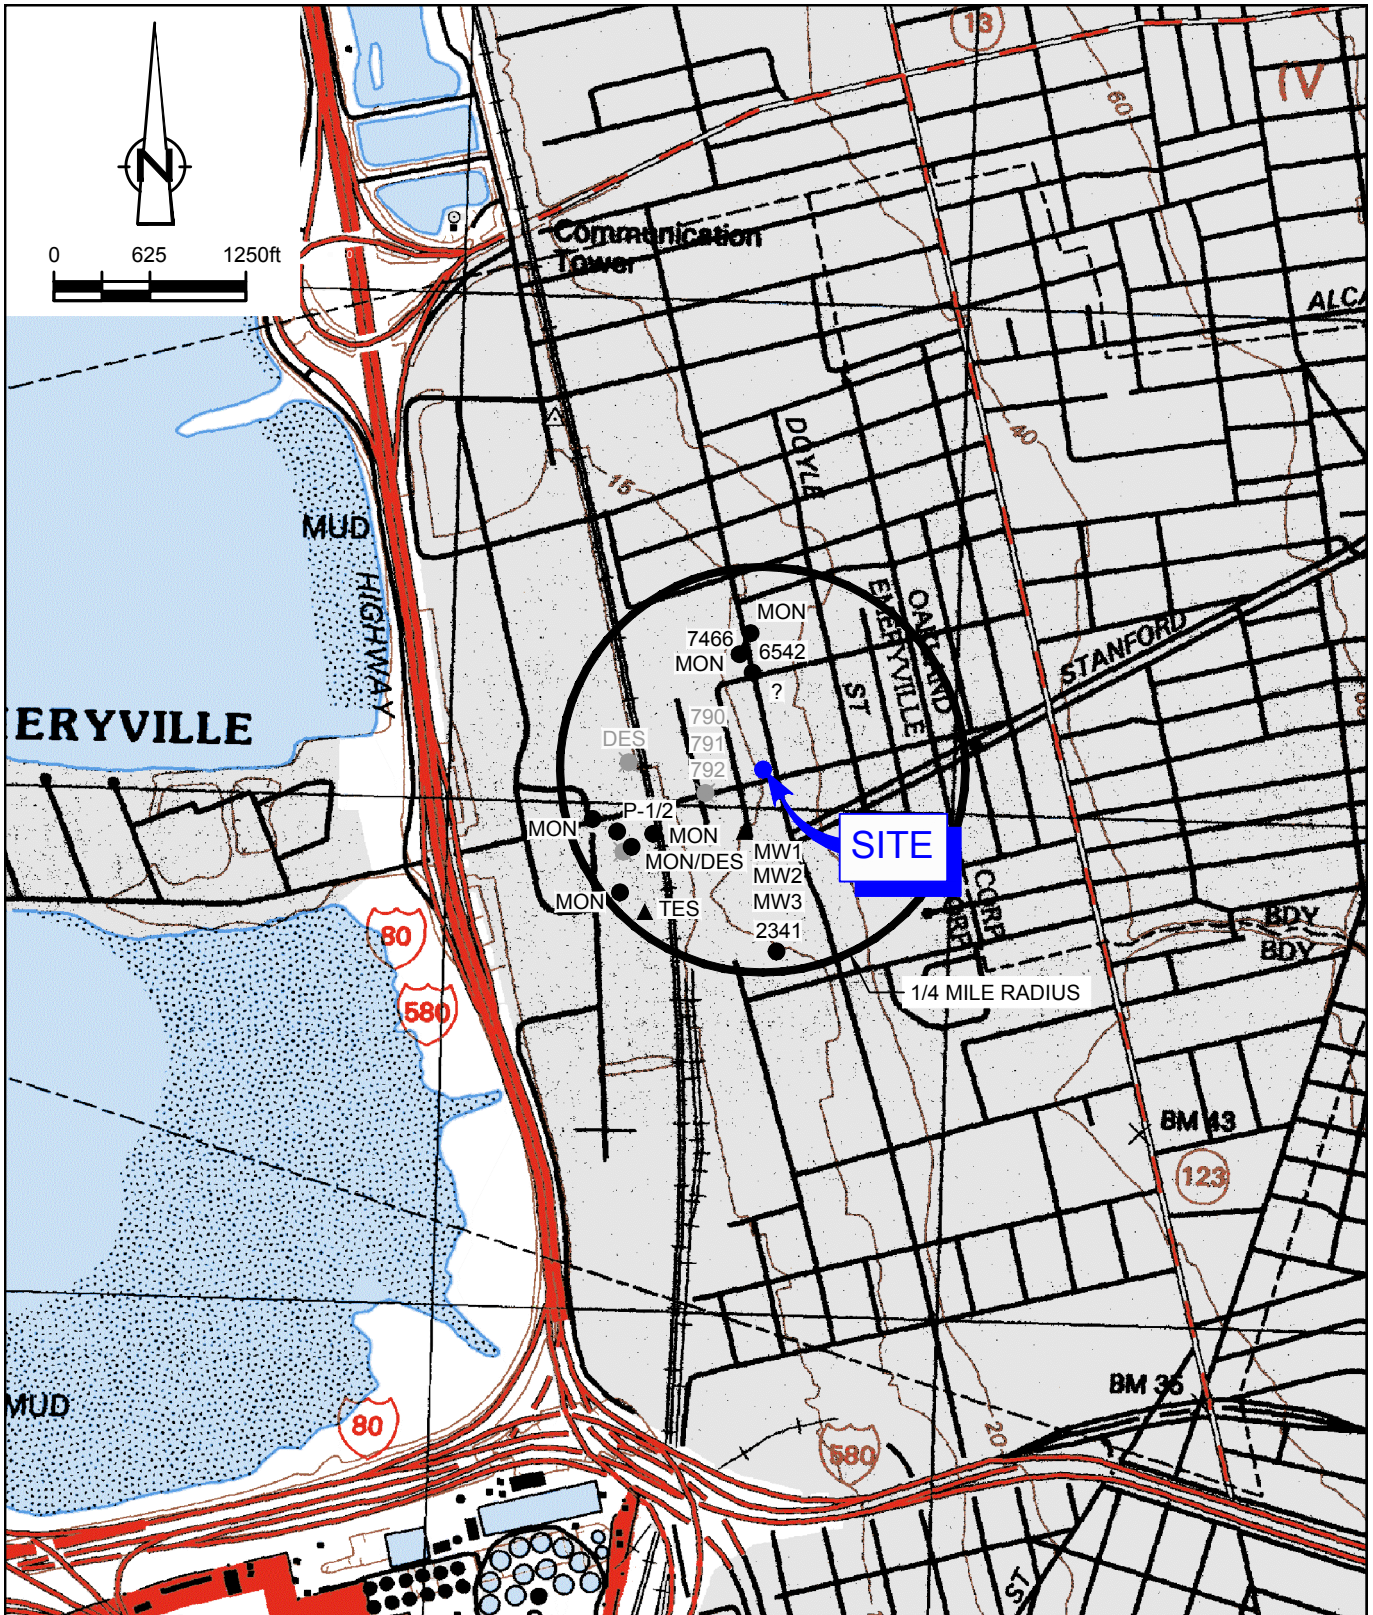 13
IV
60
N
0 625 1250ft
Communication
Tower
ALCA
DOYLE
40
15
MUD
HIGHWAY
OAKLAND
EMERYVILLE
STANFORD
MON
7466
6542
MON
?
ST
790
791
792
DES
ERYVILLE
P-1/2
MON
MON
MON/DES
MW1
MW2
MW3
SITE
MON
TES
2341
CORP
CORP
BDY
BDY
80
580
1/4 MILE RADIUS
BM 43
123
BM 35
MUD
80
580
20
ST